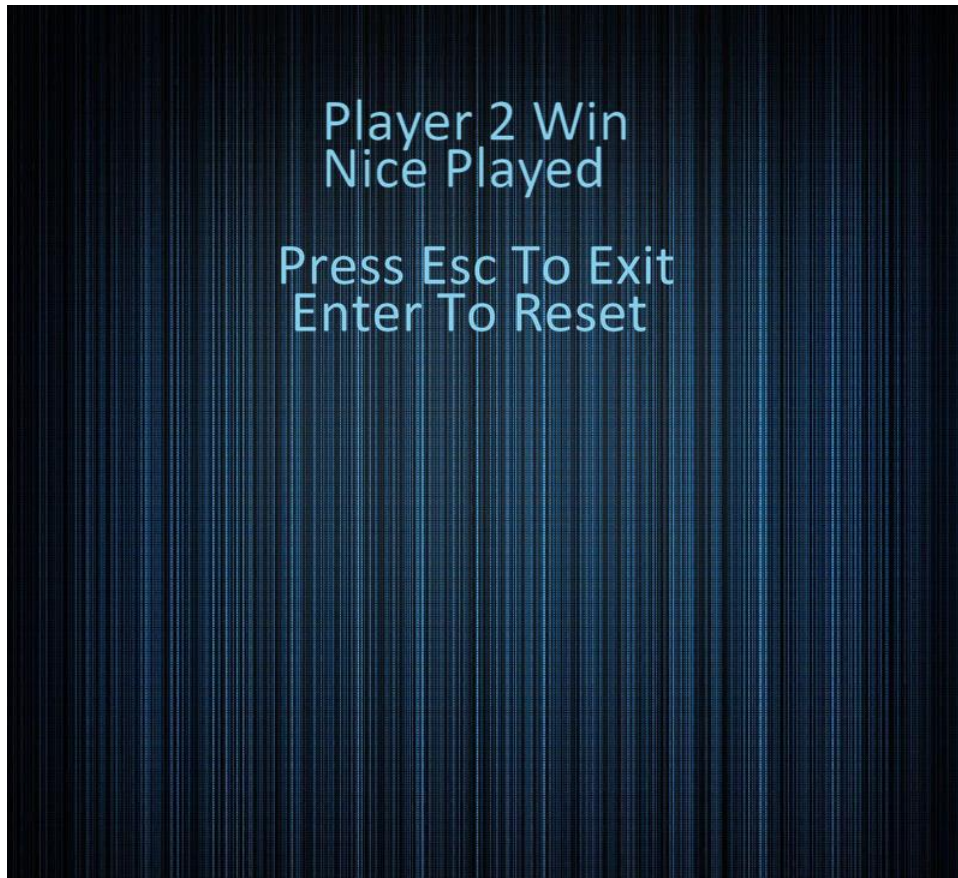 Player 2 Win
Nice Played
Press Esc To Exit
Enter To Reset